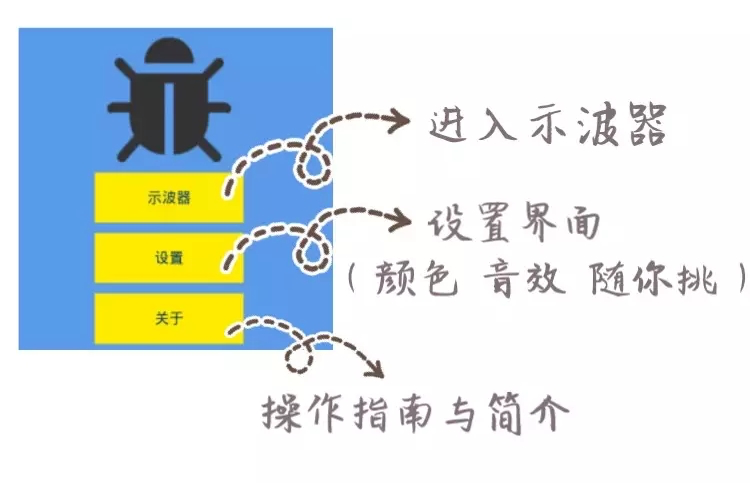 示波器
设置
关于
进入示波器
设置界面
（颜色 音效 随你挑）
操作指南与简介